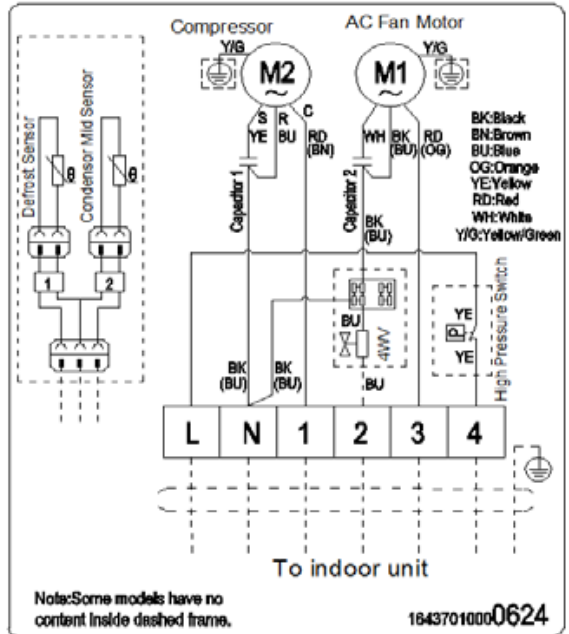 Compressor
AC Fan Motor
Y/G
Y/G
M2
~
M1
~
S R C
YE BU RD
(BN)
WH BK RD
(BU) (OG)
BK:Black
BN:Brown
BU:Blue
OG:Orange
YE:Yellow
RD:Red
WH:White
Y/G:Yellow/Green
Defrost Sensor
Condensor Mid Sensor
θ
θ
1
2
Capacitor 1
Capacitor 2
BK
(BU)
BU
4WV
BU
BK
(BU)
BK
(BU)
YE
P
YE
High Pressure Switch
L N 1 2 3 4
To indoor unit
Note:Some models have no
content inside dashed frame.
16437010000624